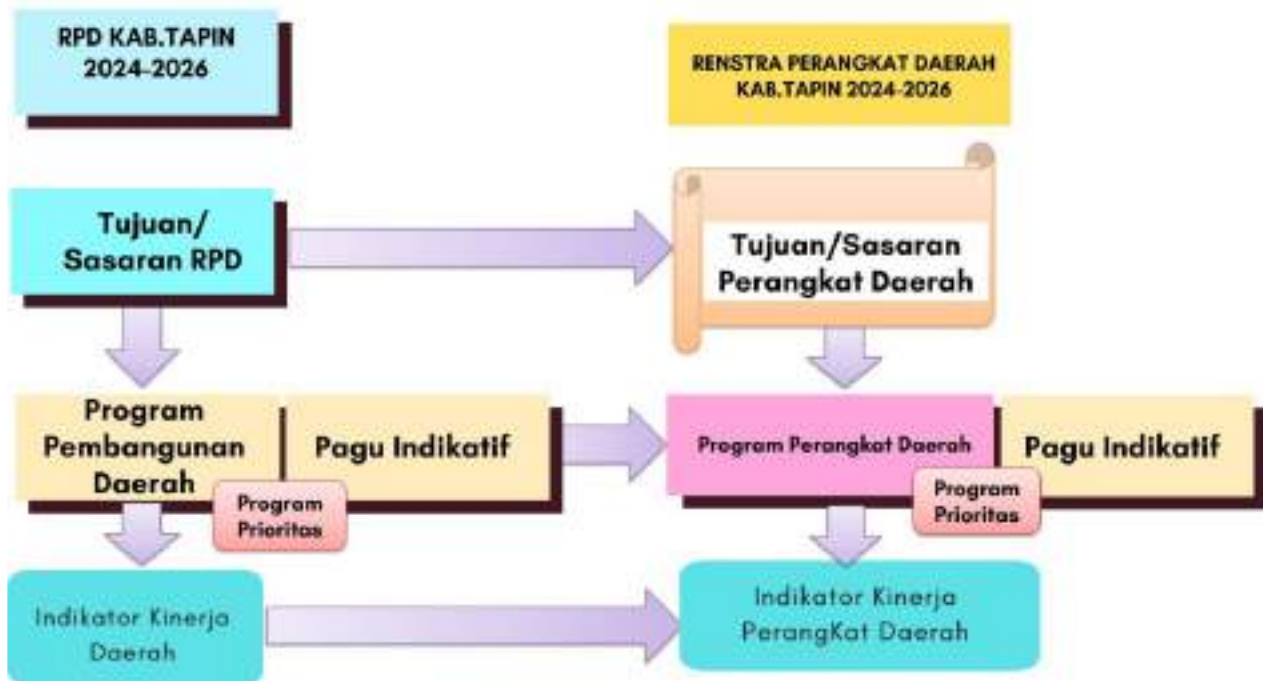 RPD KAB.TAPIN
2024-2026
RENSTRA PERANGKAT DAERAH
KAB.TAPIN 2024-2026
Tujuan/
Sasaran RPD
Tujuan/Sasaran
Perangkat Daerah
Program
Pembangunan
Daerah
Pagu Indikatif
Program
Prioritas
Program Perangkat Daerah
Pagu Indikatif
Program
Prioritas
Indikator Kinerja
Daerah
Indikator Kinerja
PerangKat Daerah